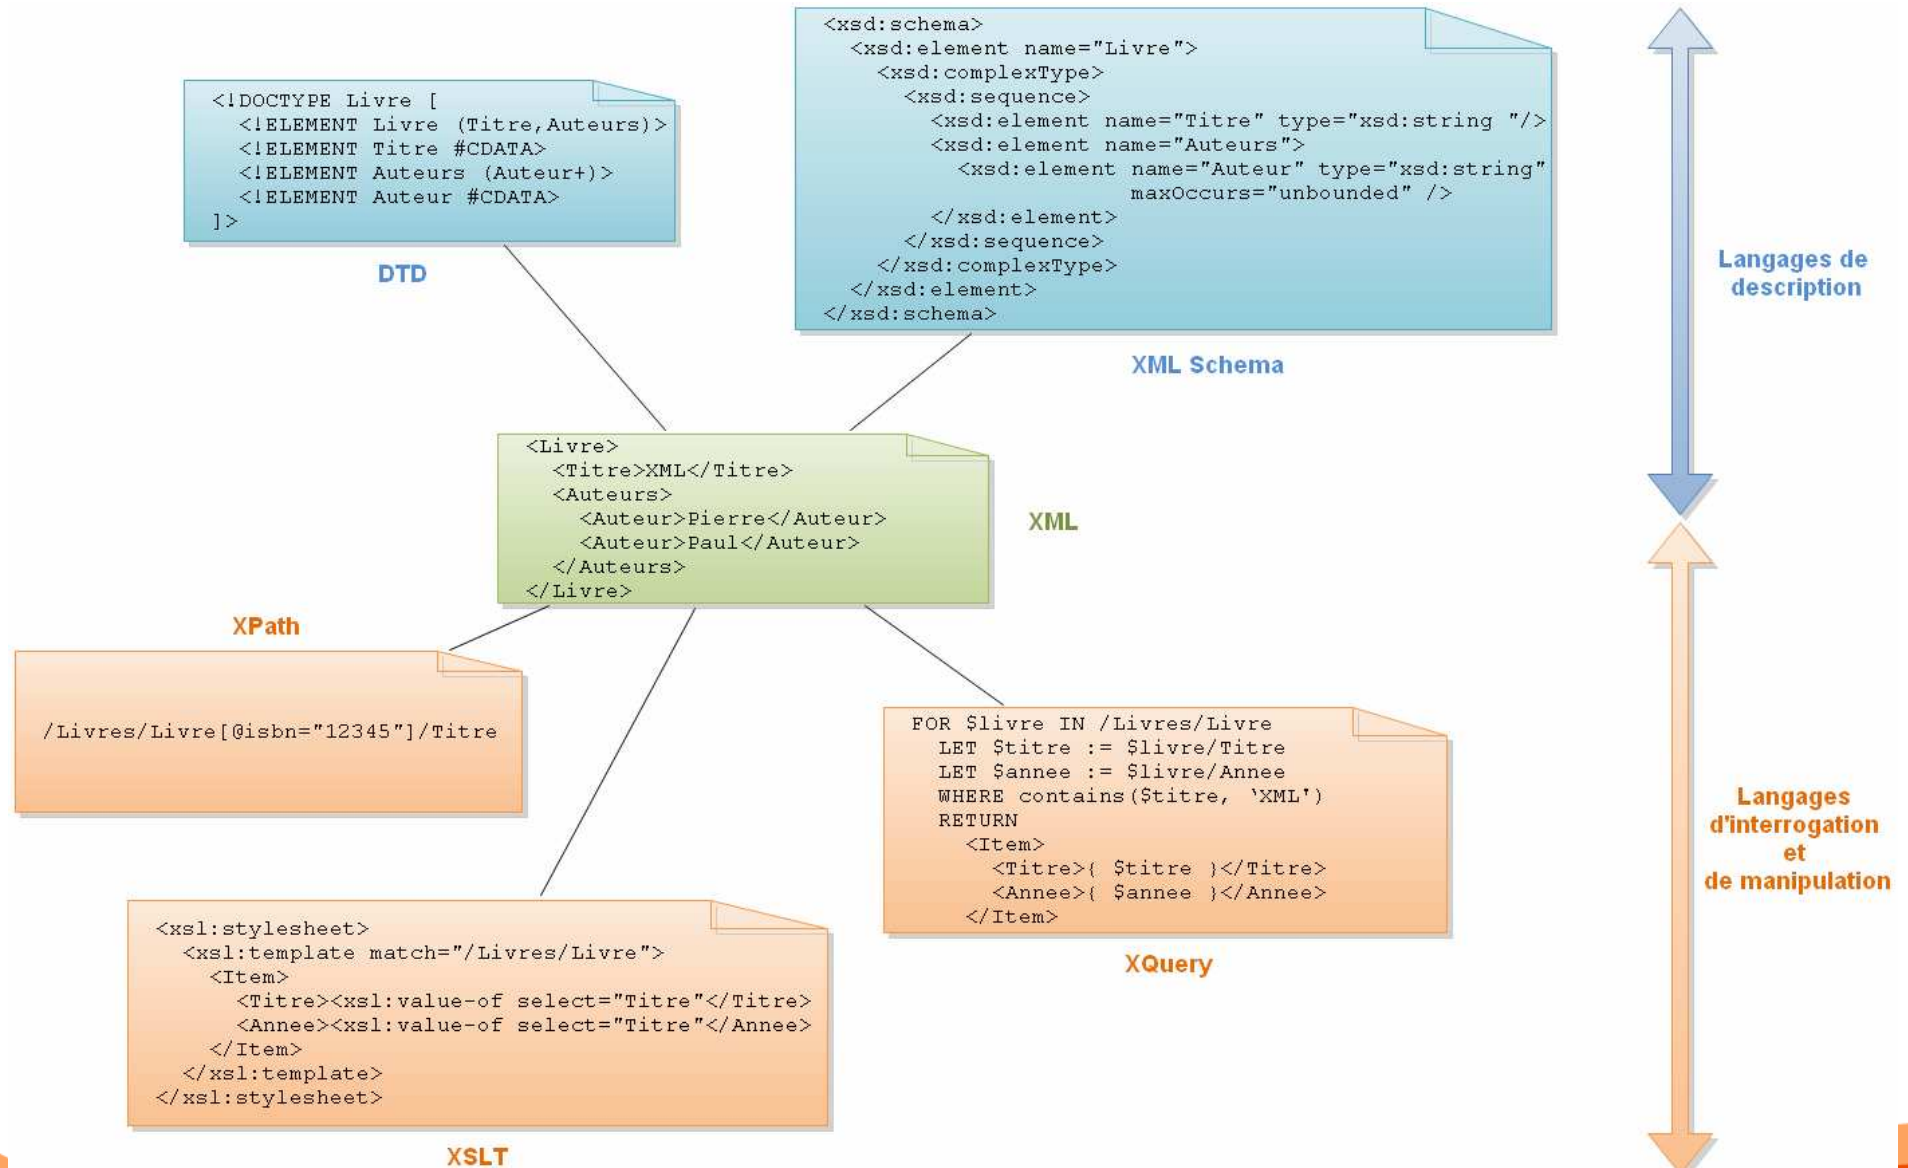 <!DOCTYPE Livre [
<!ELEMENT Livre (Titre,Auteurs)>
<!ELEMENT Titre #CDATA>
<!ELEMENT Auteurs (Auteur+)>
<!ELEMENT Auteur #CDATA>
]>
DTD
<xsd:schema>
<xsd:element name="Livre">
<xsd:complexType>
<xsd:sequence>
<xsd:element name="Titre" type="xsd:string "/>
<xsd:element name="Auteurs">
<xsd:element name="Auteur" type="xsd:string"
maxOccurs="unbounded" />
</xsd:element>
</xsd:sequence>
</xsd:complexType>
</xsd:element>
</xsd:schema>
XML Schema
Langages de
description
<Livre>
<Titre>XML</Titre>
<Auteurs>
<Auteur>Pierre</Auteur>
<Auteur>Paul</Auteur>
</Auteurs>
</Livre>
XML
XPath
/Livres/Livre[@isbn="12345"]/Titre
FOR $livre IN /Livres/Livre
LET $titre := $livre/Titre
LET $annee := $livre/Annee
WHERE contains($titre, `XML')
RETURN
<Item>
<Titre>{ $titre }</Titre>
<Annee>{ $annee }</Annee>
</Item>
XQuery
Langages
d'interrogation
et
de manipulation
<xsl:stylesheet>
<xsl:template match="/Livres/Livre">
<Item>
<Titre><xsl:value-of select="Titre"</Titre>
<Annee><xsl:value-of select="Titre"</Annee>
</Item>
</xsl:template>
</xsl:stylesheet>
XSLT